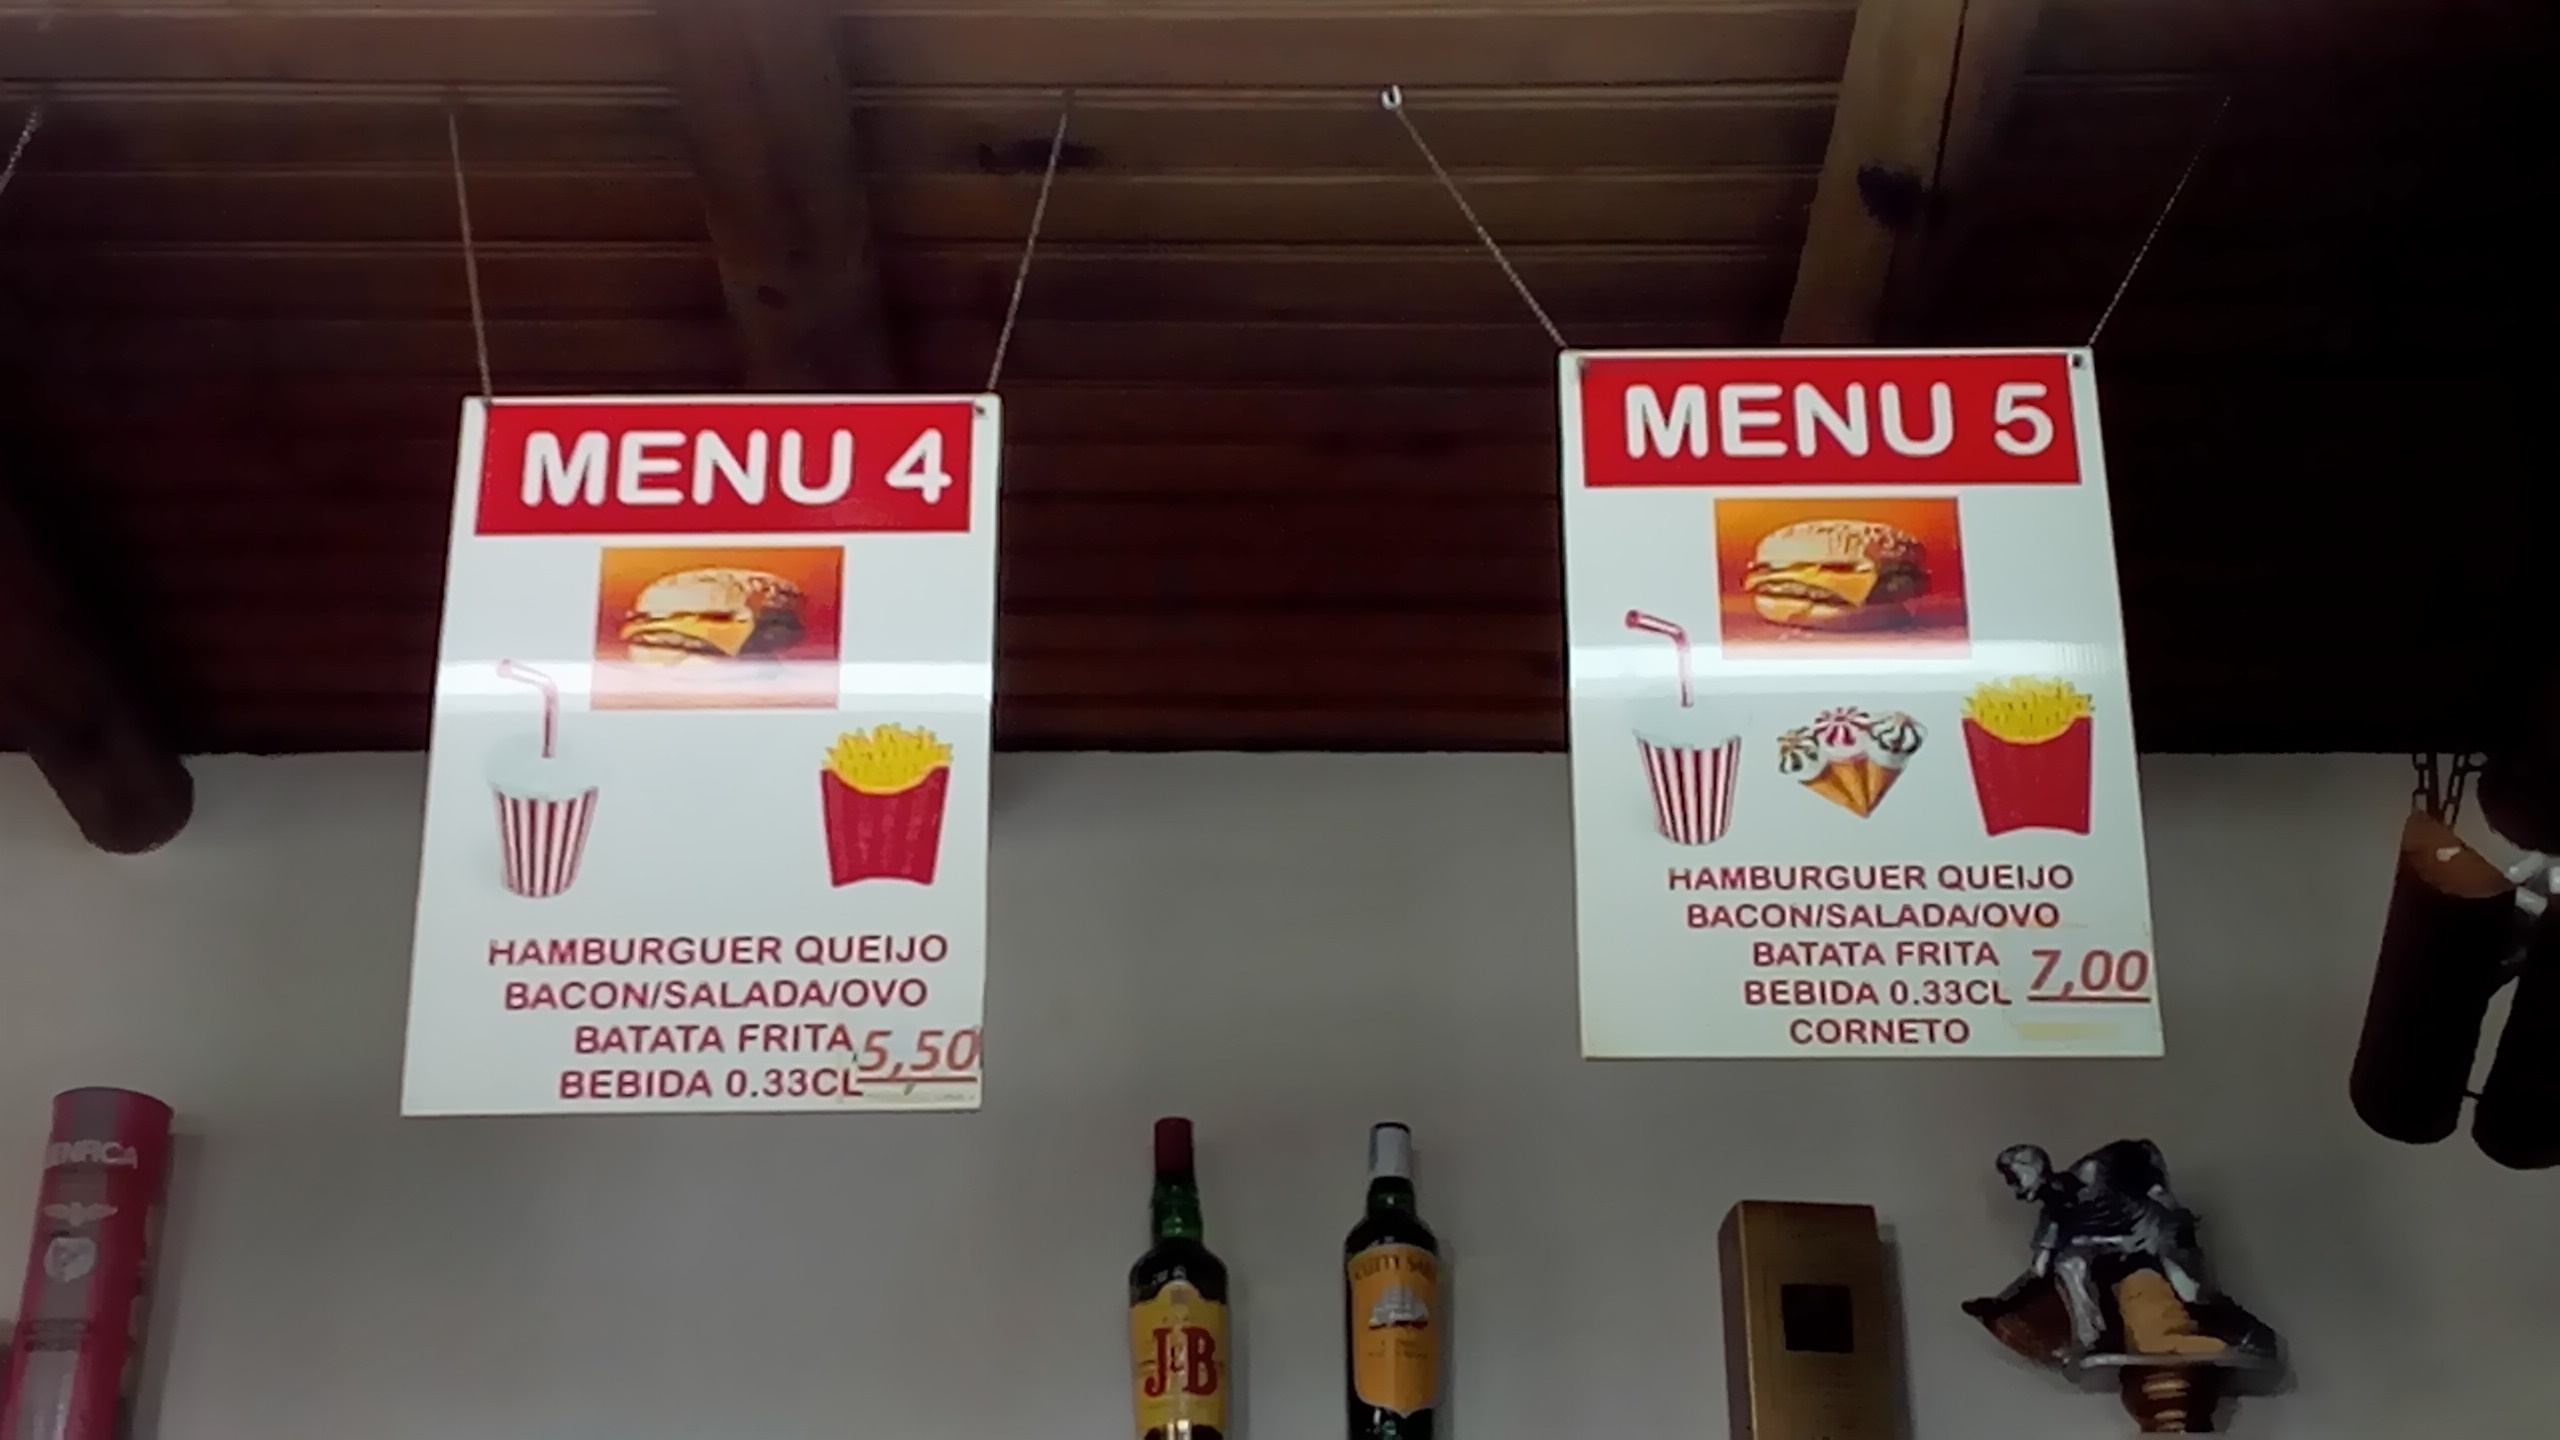 MENU 4
HAMBURGUER QUEIJO
BACON/SALADA/OVO
BATATA FRITA
5,50
BEBIDA 0.33CL
MENU 5
HAMBURGUER QUEIJO
BACON/SALADA/OVO
BATATA FRITA
7,00
BEBIDA 0.33CL
CORNETO
J&B